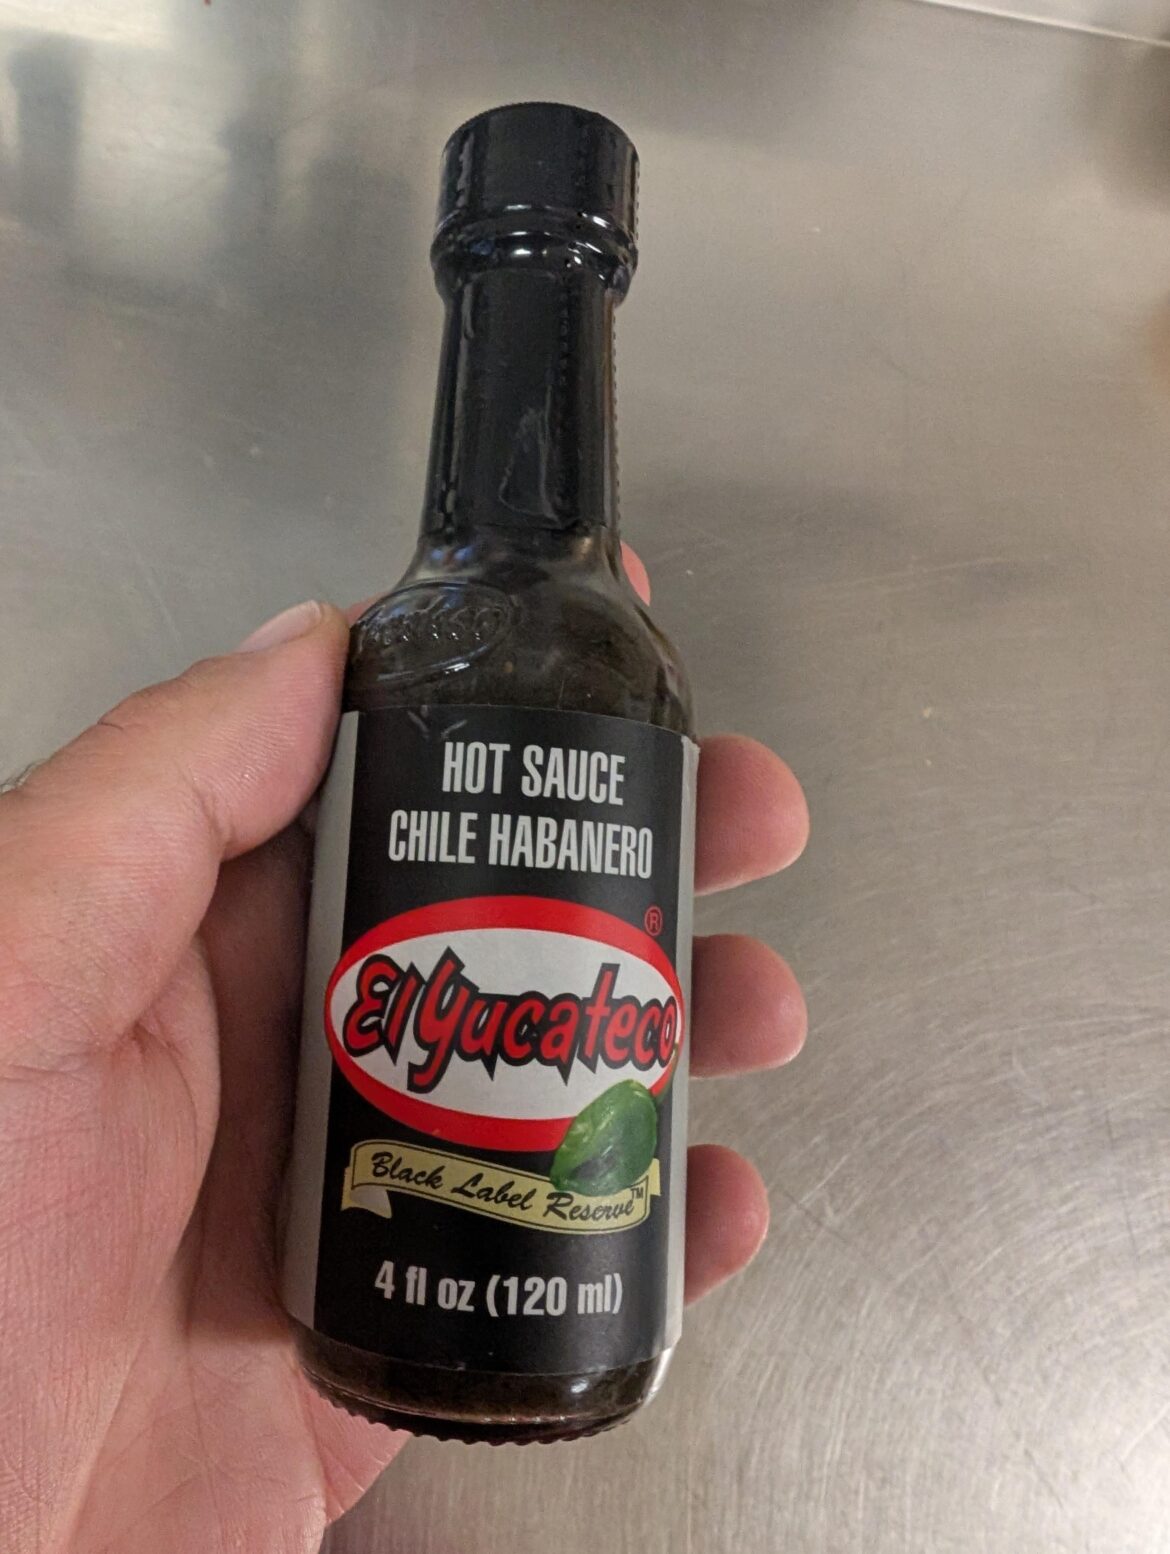 HOT SAUCE
CHILE HABANERO
®
El Yucateco
Black Label Reserve™
4 fl oz (120 ml)